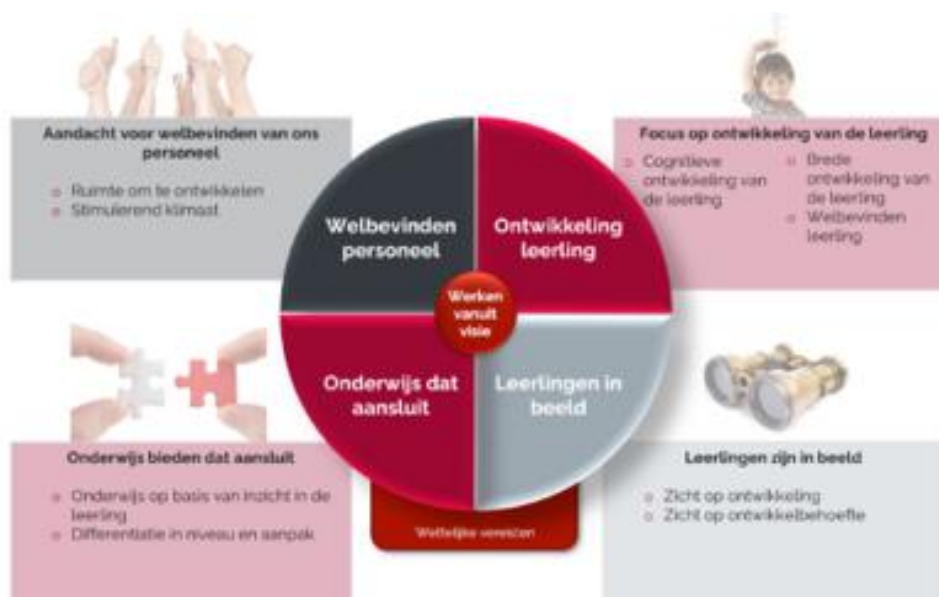 Aandacht voor welbevinden van ons
personeel
Ruimte om te ontwikkelen
Stimulerend klimaat
Focus op ontwikkeling van de leerling
Cognitieve
ontwikkeling van
de leerling
Brede
ontwikkeling van
de leerling
Welbevinden
leerling
Welbevinden
personeel
Ontwikkeling
leerling
Werken
vanuit
visie
Onderwijs dat
aansluit
Leerlingen in
beeld
Onderwijs bieden dat aansluit
Onderwijs op basis van inzicht in de
leerling
Differentiatie in niveau en aanpak
Leerlingen zijn in beeld
Zicht op ontwikkeling
Zicht op ontwikkelbehoefte
Wettelijke vereisten